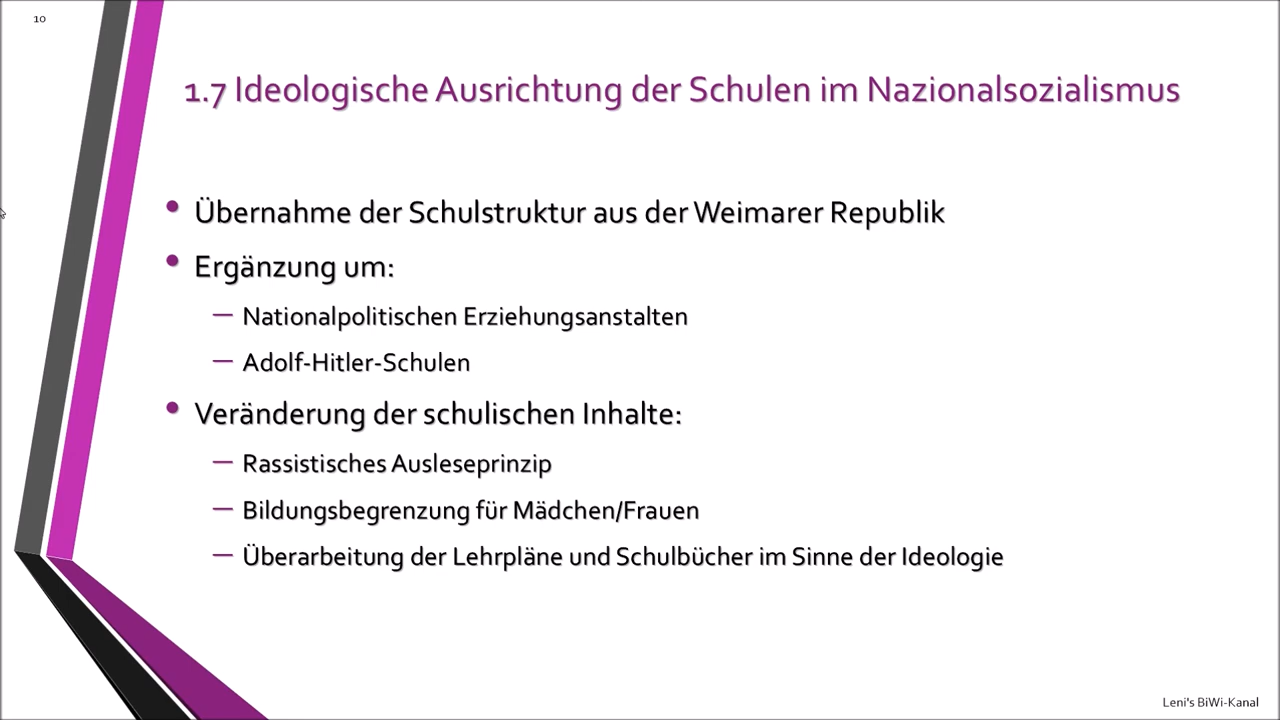 10
1.7 Ideologische Ausrichtung der Schulen im Nazionalsozialismus
• Übernahme der Schulstruktur aus der Weimarer Republik
• Ergänzung um:
— Nationalpolitischen Erziehungsanstalten
— Adolf-Hitler-Schulen
• Veränderung der schulischen Inhalte:
— Rassistisches Ausleseprinzip
— Bildungsbegrenzung für Mädchen/Frauen
— Überarbeitung der Lehrpläne und Schulbücher im Sinne der Ideologie
Leni's BiWi-Kanal